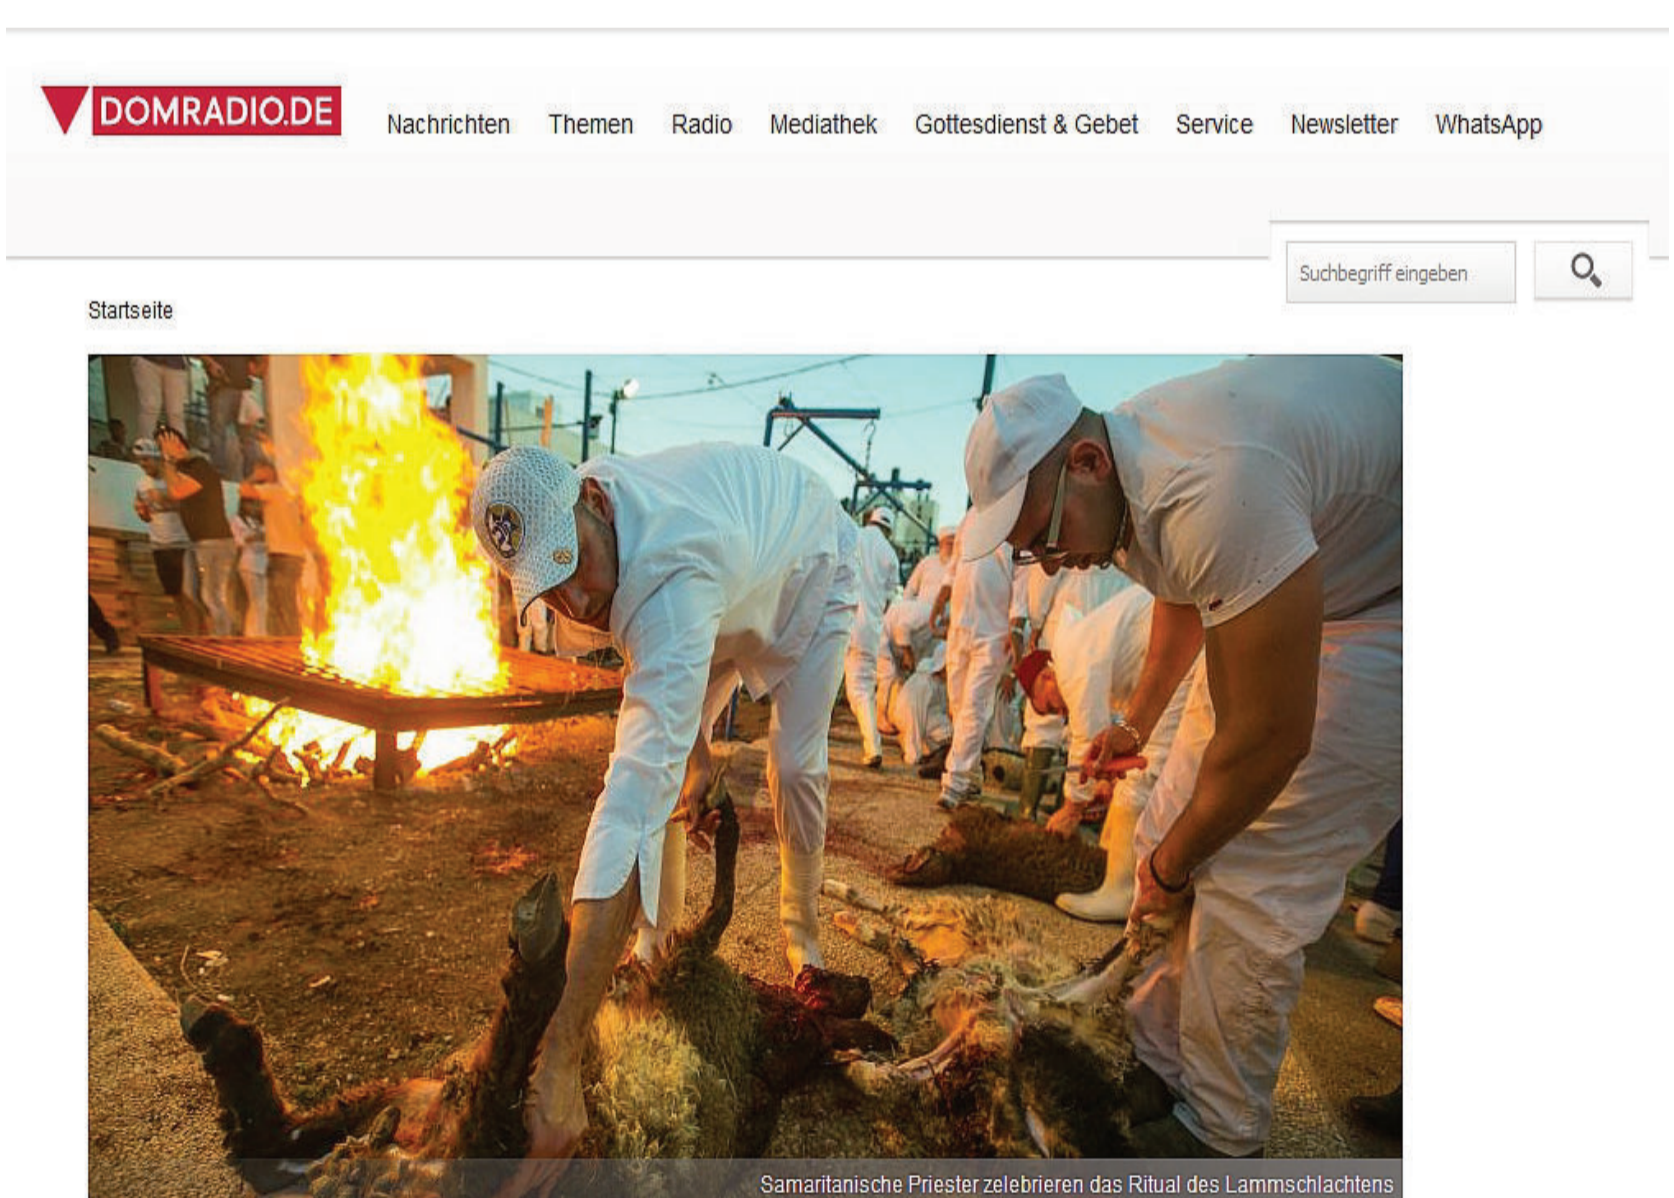 DOMRADIO.DE
Nachrichten Themen Radio Mediathek Gottesdienst & Gebet Service Newsletter WhatsApp
Suchbegriff eingeben
Startseite
Samaritanische Priester zelebrieren das Ritual des Lammschlachtens